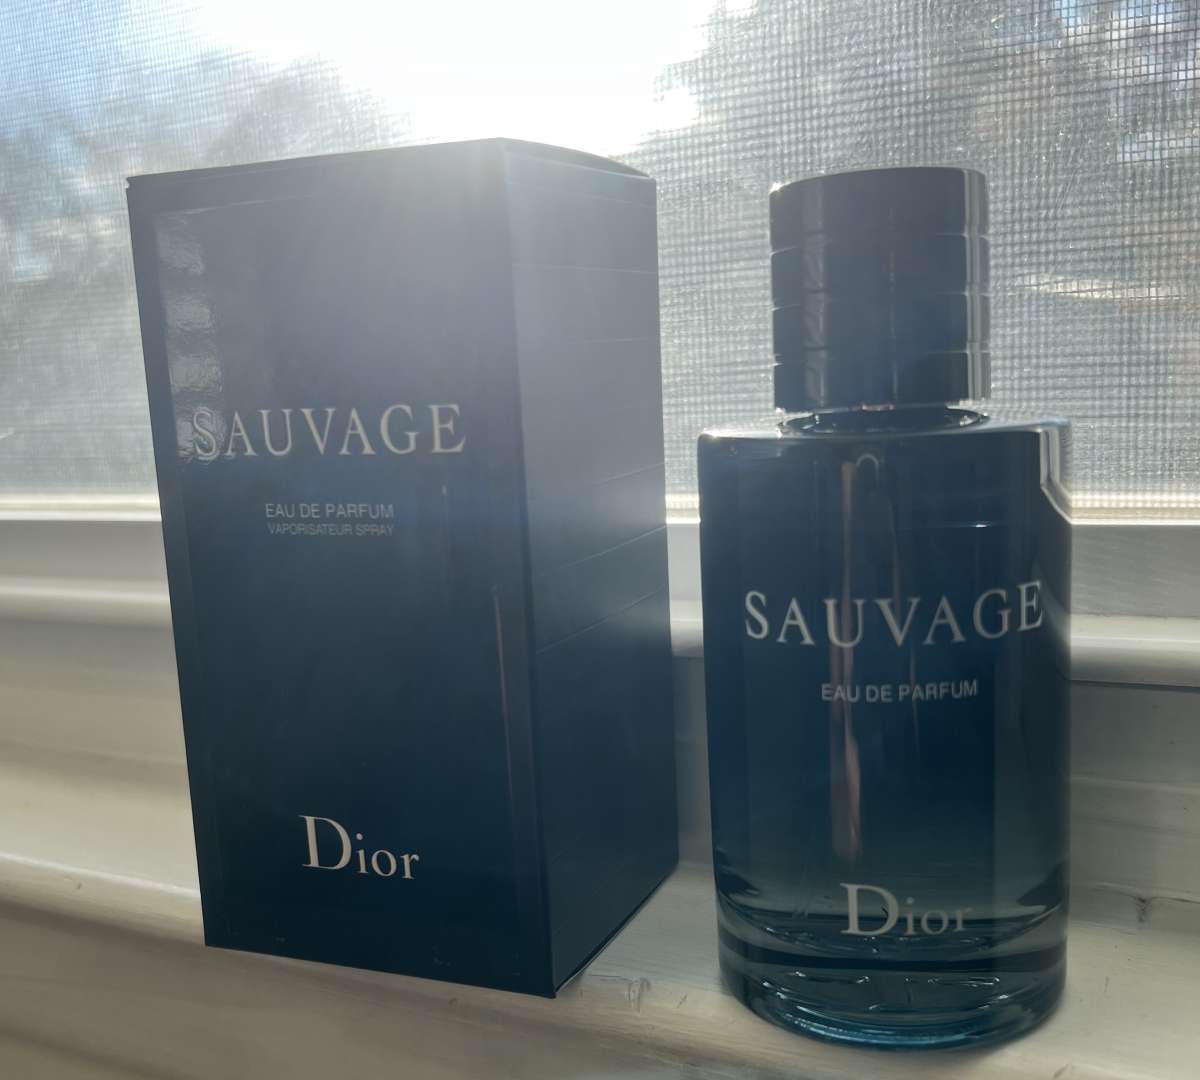 SAUVAGE
EAU DE PARFUM
VAPORISATEUR SPRAY
Dior
SAUVAGE
EAU DE PARFUM
Dior